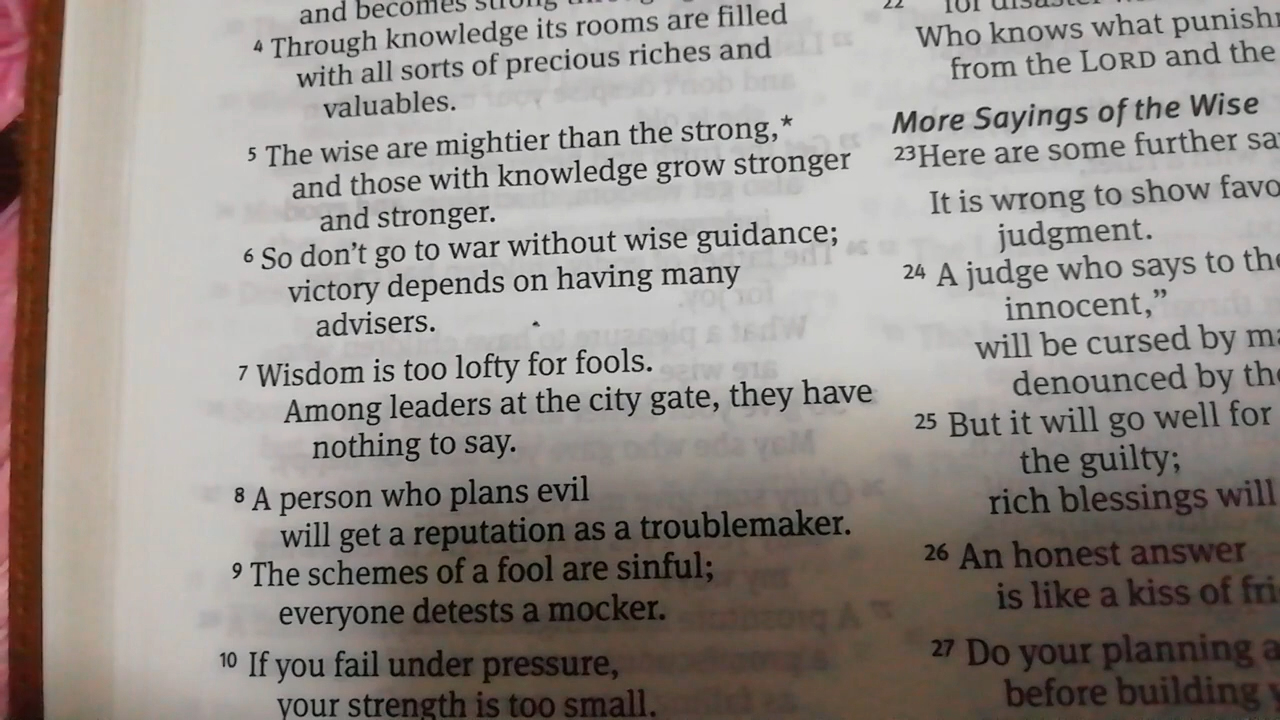 and becomes strong
4 Through knowledge its rooms are filled
with all sorts of precious riches and
valuables.
5 The wise are mightier than the strong,*
and those with knowledge grow stronger
and stronger.
6 So don't go to war without wise guidance;
victory depends on having many
advisers.
7 Wisdom is too lofty for fools.
Among leaders at the city gate, they have
nothing to say.
8 A person who plans evil
will get a reputation as a troublemaker.
9 The schemes of a fool are sinful;
everyone detests a mocker.
10 If you fail under pressure,
your strength is too small.
22 for disaster
Who knows what punish
from the LORD and the
More Sayings of the Wise
23 Here are some further sa
It is wrong to show favo
judgment.
24 A judge who says to the
innocent,”
will be cursed by ma
denounced by the
25 But it will go well for
the guilty;
rich blessings will
26 An honest answer
is like a kiss of fri
27 Do your planning a
before building y